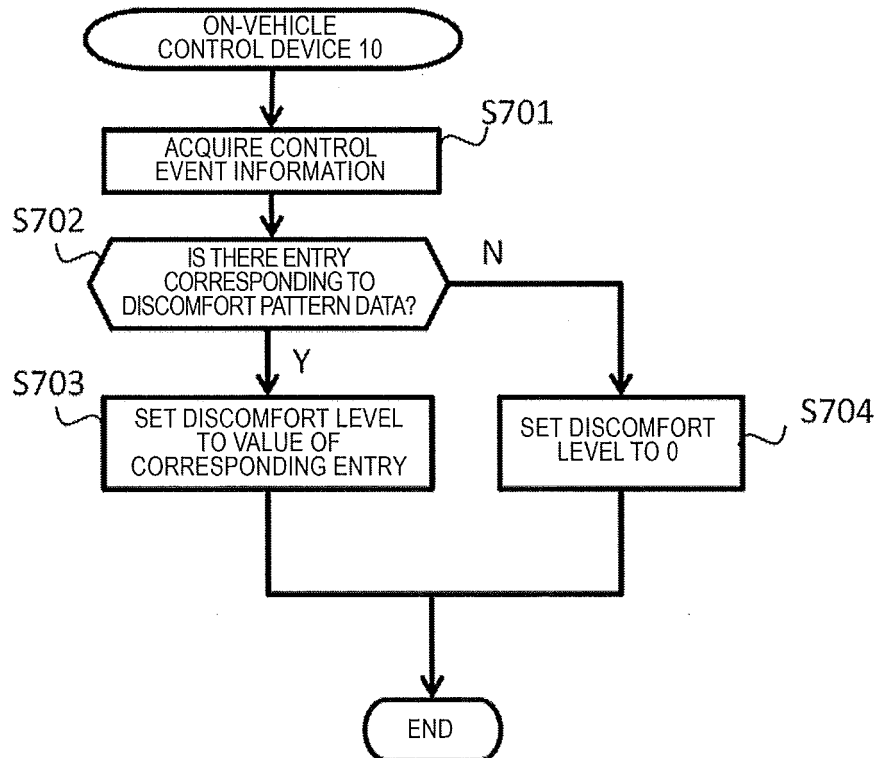 ON-VEHICLE
CONTROL DEVICE 10
S701
ACQUIRE CONTROL
EVENT INFORMATION
S702
IS THERE ENTRY
CORRESPONDING TO
DISCOMFORT PATTERN DATA?
N
Y
S703
SET DISCOMFORT LEVEL
TO VALUE OF
CORRESPONDING ENTRY
SET DISCOMFORT
LEVEL TO 0
S704
END